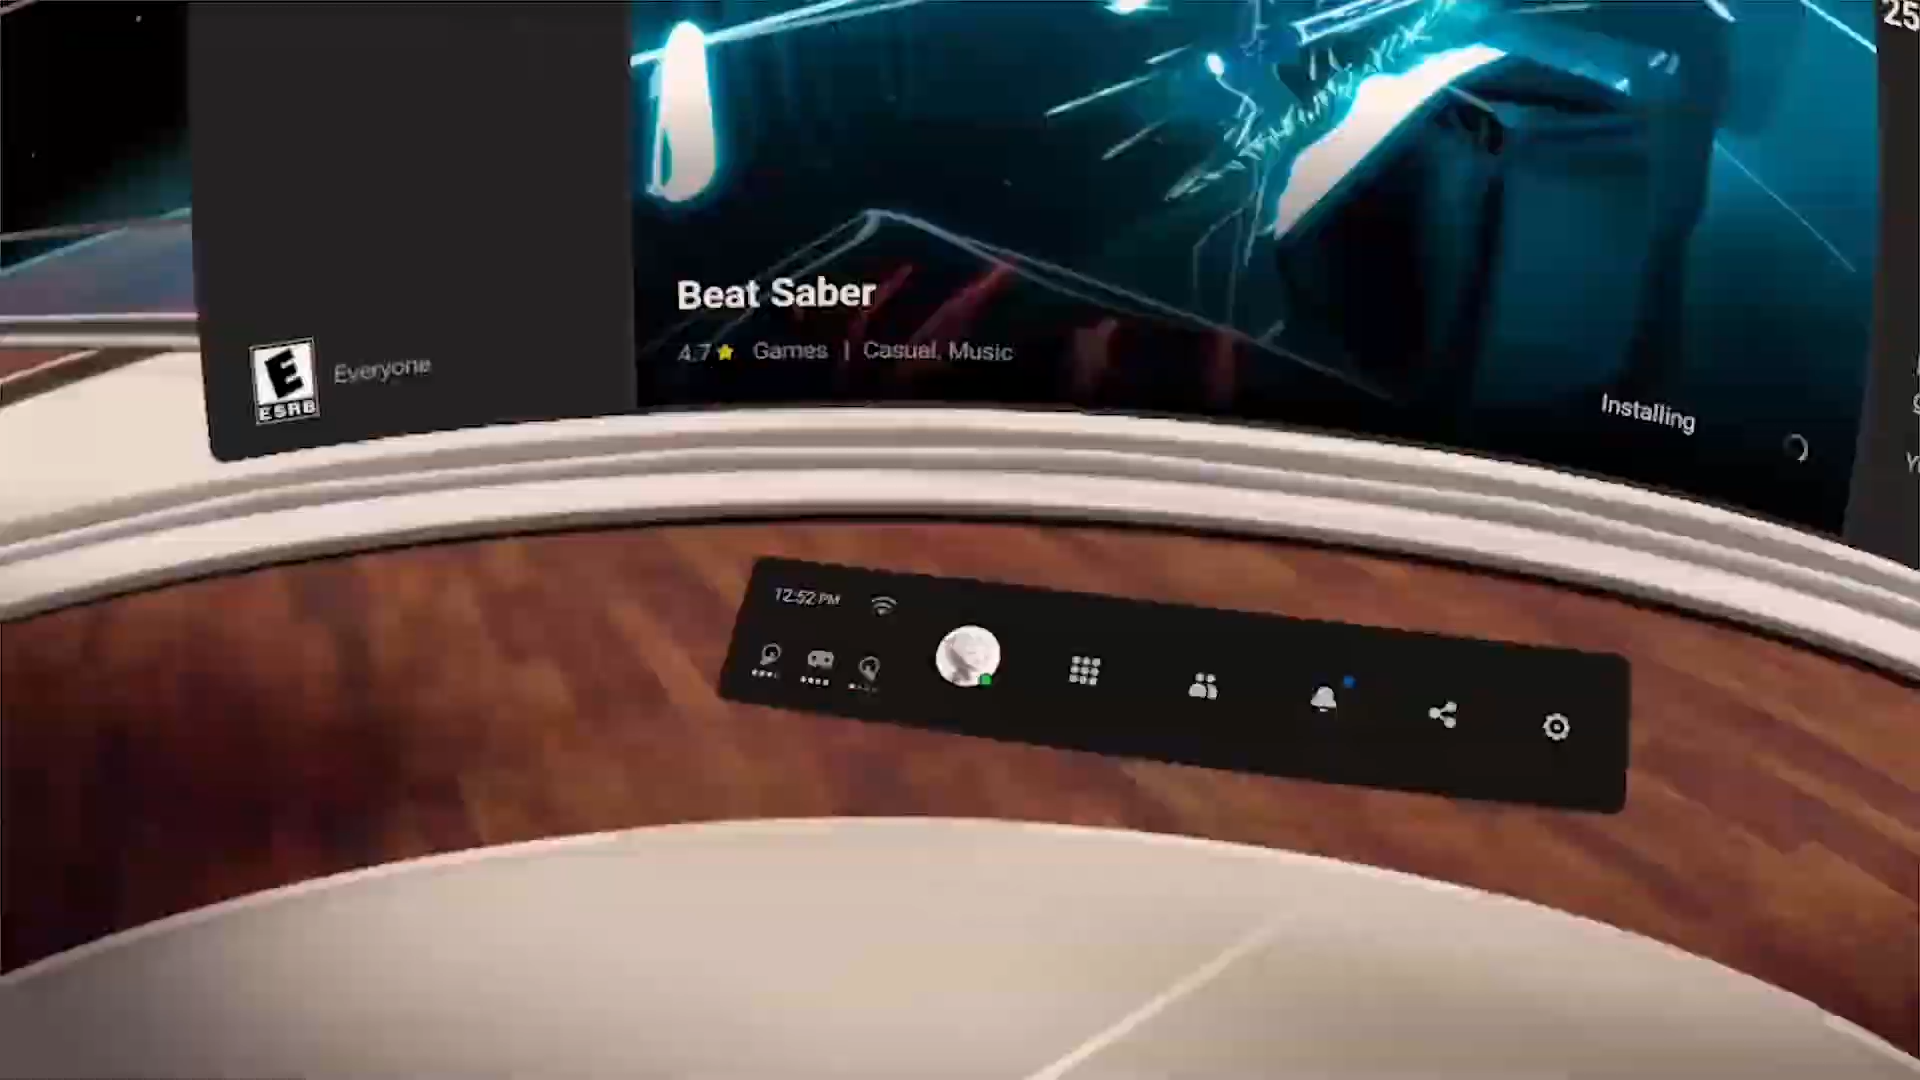 25
Beat Saber
4.7 Games | Casual, Music
E
ESRB
Everyone
Installing
12:52 PM